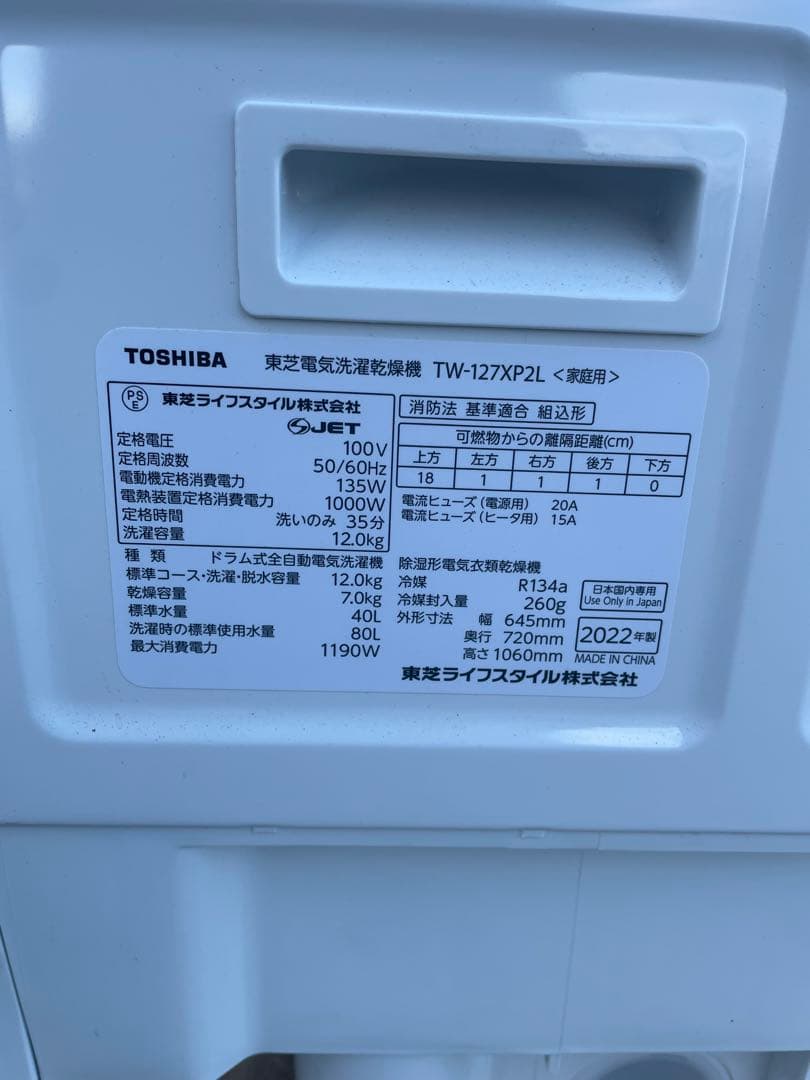 TOSHIBA 東芝電気洗濯乾燥機 TW-127XP2L <家庭用>
PSE 東芝ライフスタイル株式会社
SJET
定格電圧 100V
定格周波数 50/60Hz
電動機定格消費電力 135W
電熱装置定格消費電力 1000W
定格時間 洗いのみ 35分
洗濯容量 12.0kg
種類 ドラム式全自動電気洗濯機
標準コース・洗濯・脱水容量 12.0kg
乾燥容量 7.0kg
標準水量 40L
洗濯時の標準使用水量 80L
最大消費電力 1190W
消防法 基準適合 組込形
可燃物からの離隔距離(cm)
上方 左方 右方 後方 下方
18 1 1 1 0
電流ヒューズ(電源用) 20A
電流ヒューズ(ヒータ用) 15A
除湿形電気衣類乾燥機
冷媒 R134a
冷媒封入量 260g
外形寸法 幅 645mm
奥行 720mm
高さ 1060mm
日本国内専用
Use Only in Japan
2022年製
MADE IN CHINA
東芝ライフスタイル株式会社